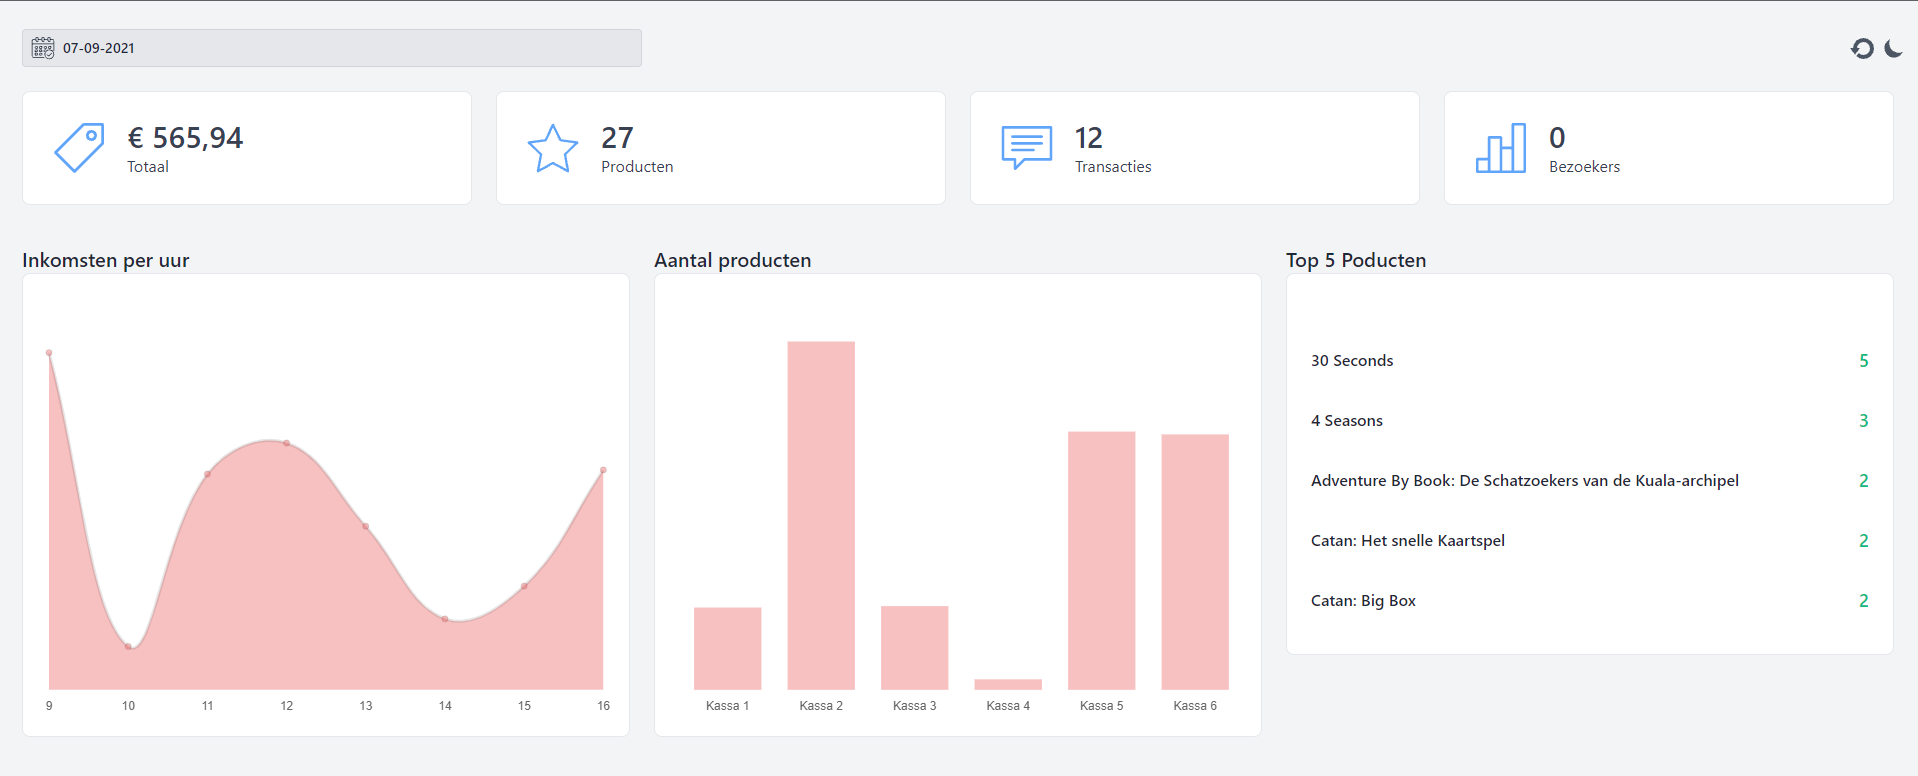 07-09-2021
€ 565,94
Totaal
27
Producten
12
Transacties
0
Bezoekers
Inkomsten per uur
9 10 11 12 13 14 15 16
Aantal producten
Kassa 1 Kassa 2 Kassa 3 Kassa 4 Kassa 5 Kassa 6
Top 5 Poducten
30 Seconds 5
4 Seasons 3
Adventure By Book: De Schatzoekers van de Kuala-archipel 2
Catan: Het snelle Kaartspel 2
Catan: Big Box 2